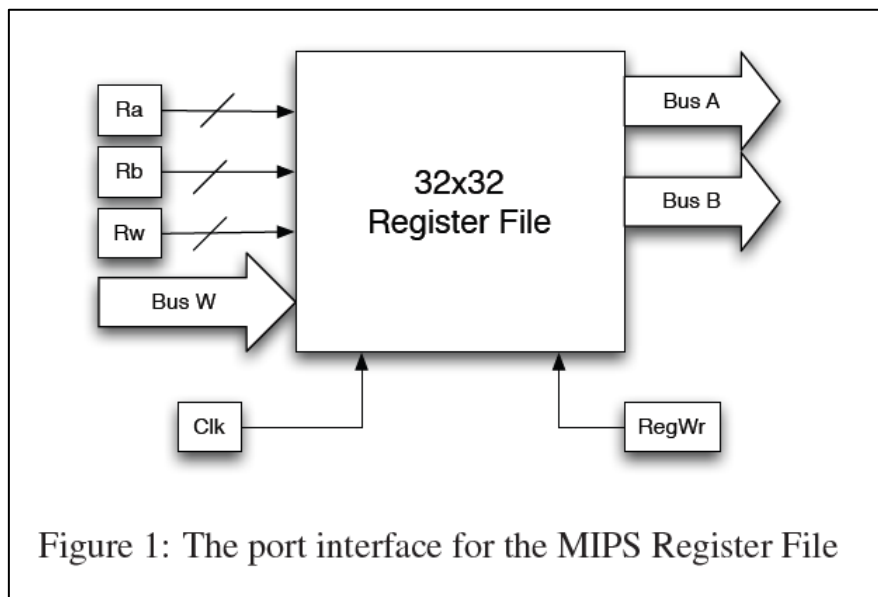 Ra
Rb
Rw
Bus W
32x32
Register File
Bus A
Bus B
Clk
RegWr
Figure 1: The port interface for the MIPS Register File